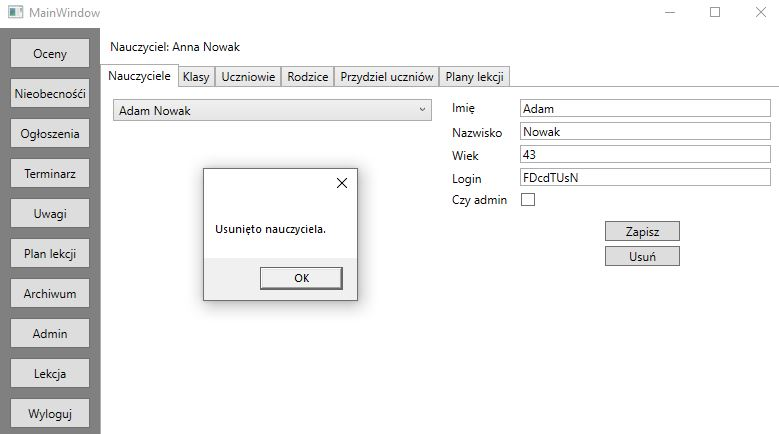 MainWindow
Nauczyciel: Anna Nowak
Oceny
Nieobecnośći
Ogłoszenia
Terminarz
Uwagi
Plan lekcji
Archiwum
Admin
Lekcja
Wyloguj
Nauczyciele Klasy Uczniowie Rodzice Przydziel uczniów Plany lekcji
Adam Nowak
Imię Adam
Nazwisko Nowak
Wiek 43
Login FDcdTUsN
Czy admin
Zapisz
Usuń
Usunięto nauczyciela.
OK